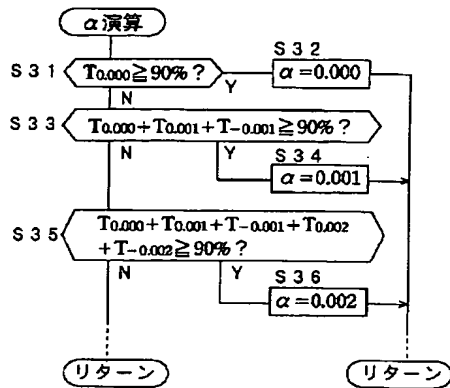 α演算
S32
S31 T0.000≧90%? α=0.000
N Y
S33 T0.000+T0.001+T-0.001≧90%?
N Y S34
α=0.001
T0.000+T0.001+T-0.001+T0.002
S35 +T-0.002≧90%?
N Y S36
α=0.002
リターン リターン